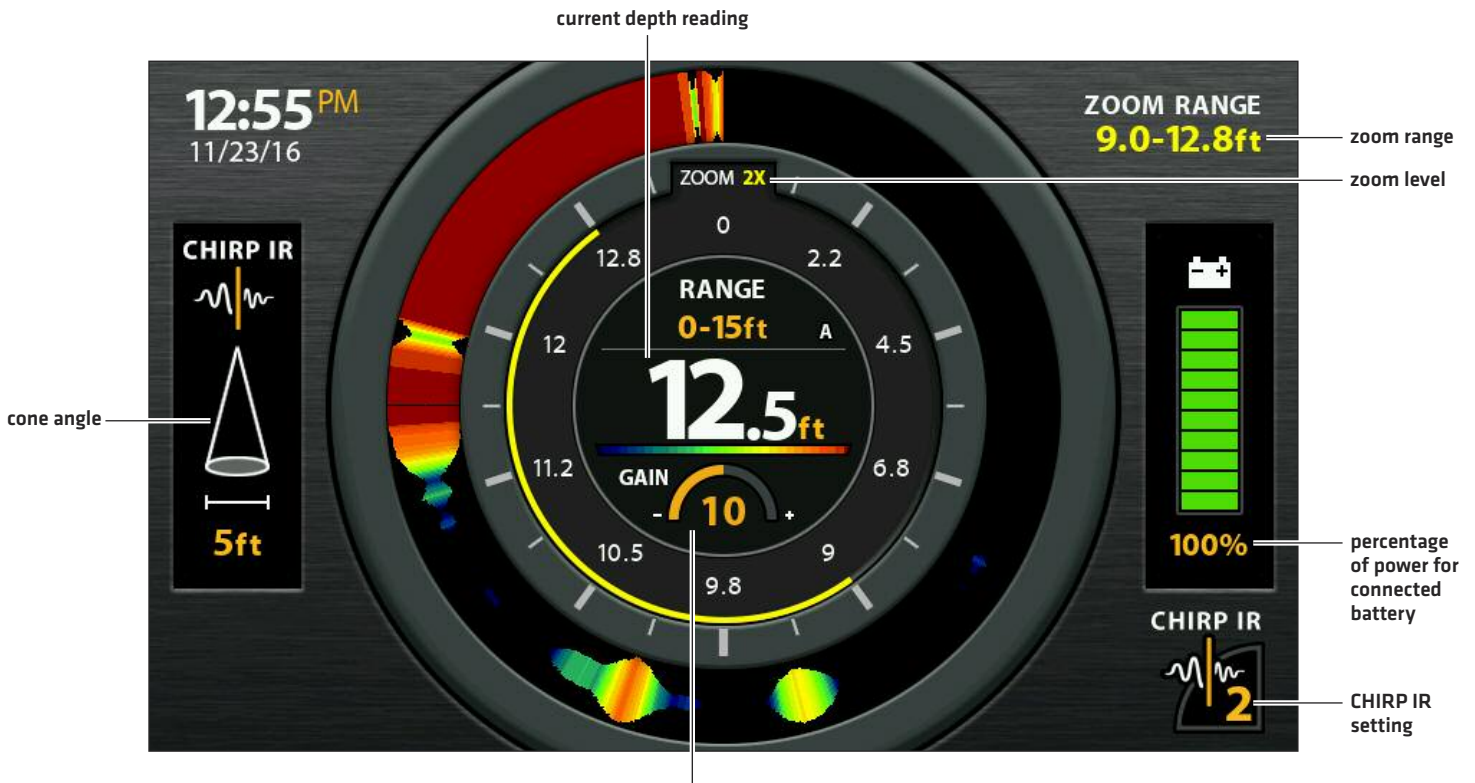 current depth reading
12:55 PM
11/23/16
ZOOM RANGE
9.0-12.8ft
zoom range
ZOOM 2X
zoom level
CHIRP IR
cone angle
5ft
0
2.2
4.5
6.8
9
9.8
10.5
11.2
12
12.8
RANGE
0-15ft
A
12.5ft
GAIN
- 10 +
- +
100%
percentage
of power for
connected
battery
CHIRP IR
2
CHIRP IR
setting